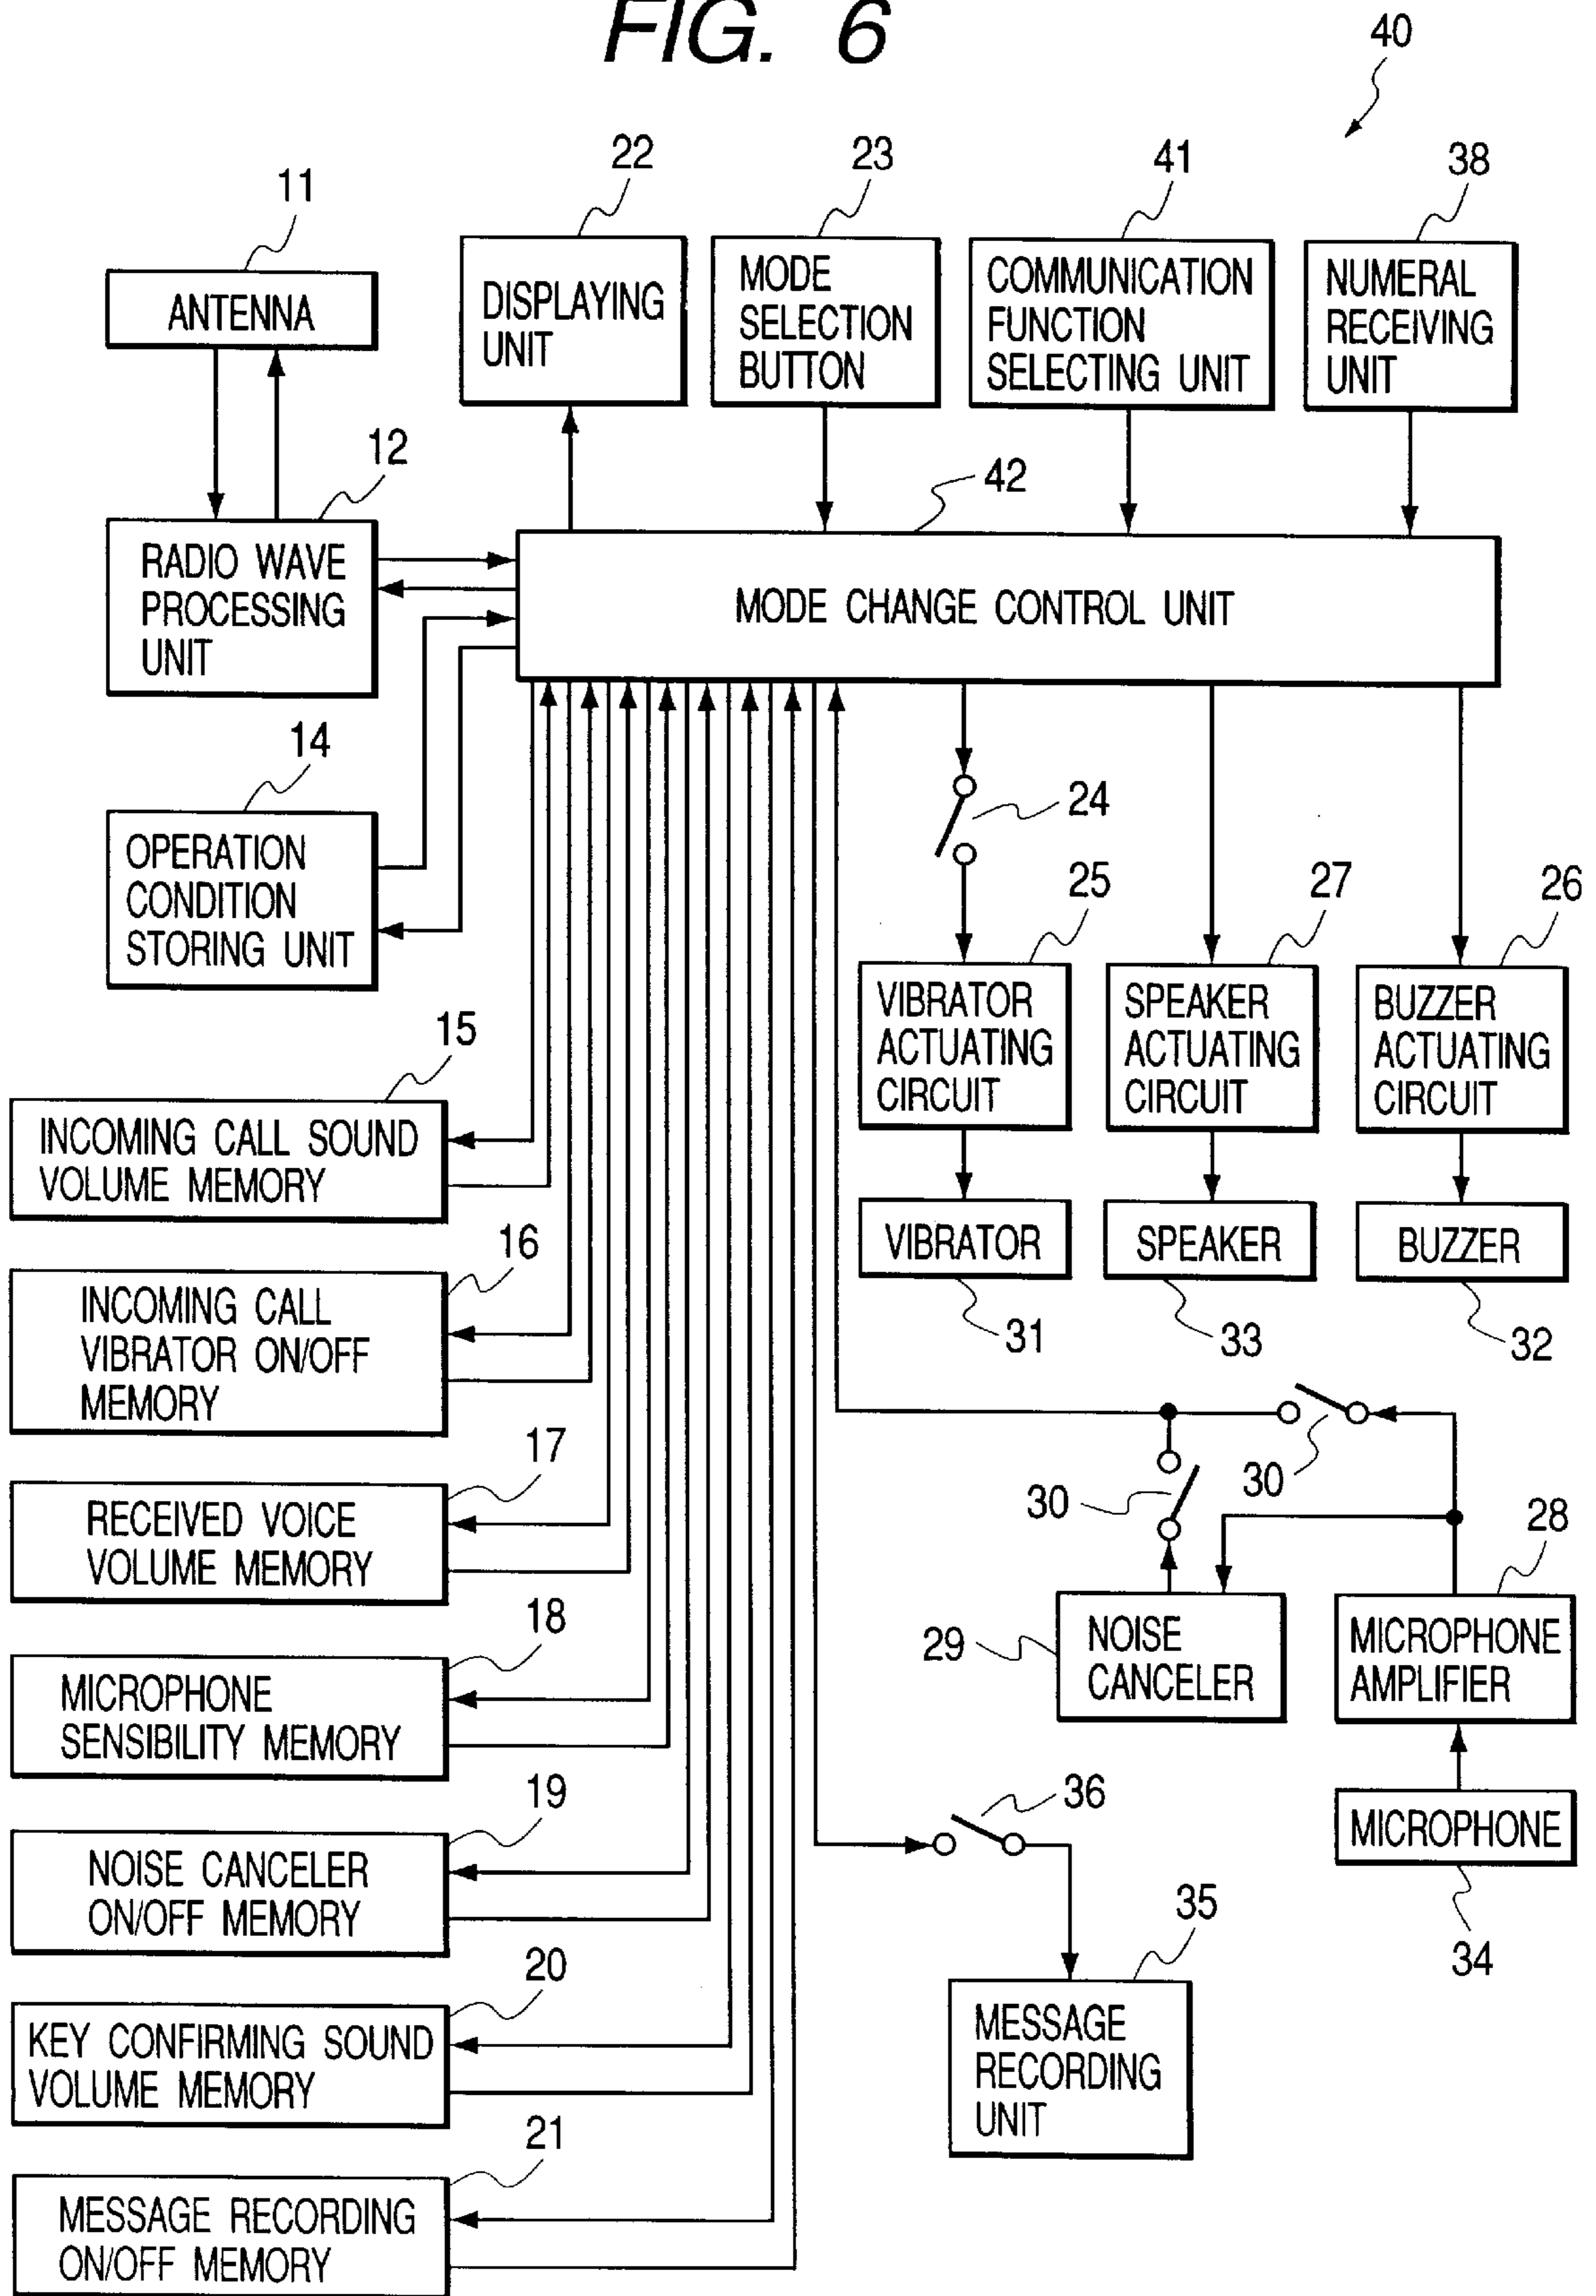 FIG. 6
40
11
22
23
41
38
ANTENNA
DISPLAYING
UNIT
MODE
SELECTION
BUTTON
COMMUNICATION
FUNCTION
SELECTING UNIT
NUMERAL
RECEIVING
UNIT
12
42
RADIO WAVE
PROCESSING
UNIT
MODE CHANGE CONTROL UNIT
14
OPERATION
CONDITION
STORING UNIT
24
25
27
26
VIBRATOR
ACTUATING
CIRCUIT
SPEAKER
ACTUATING
CIRCUIT
BUZZER
ACTUATING
CIRCUIT
15
INCOMING CALL SOUND
VOLUME MEMORY
VIBRATOR
SPEAKER
BUZZER
31
33
32
16
INCOMING CALL
VIBRATOR ON/OFF
MEMORY
17
RECEIVED VOICE
VOLUME MEMORY
30
30
28
29
NOISE
CANCELER
MICROPHONE
AMPLIFIER
18
MICROPHONE
SENSIBILITY MEMORY
36
MICROPHONE
34
19
NOISE CANCELER
ON/OFF MEMORY
35
MESSAGE
RECORDING
UNIT
20
KEY CONFIRMING SOUND
VOLUME MEMORY
21
MESSAGE RECORDING
ON/OFF MEMORY